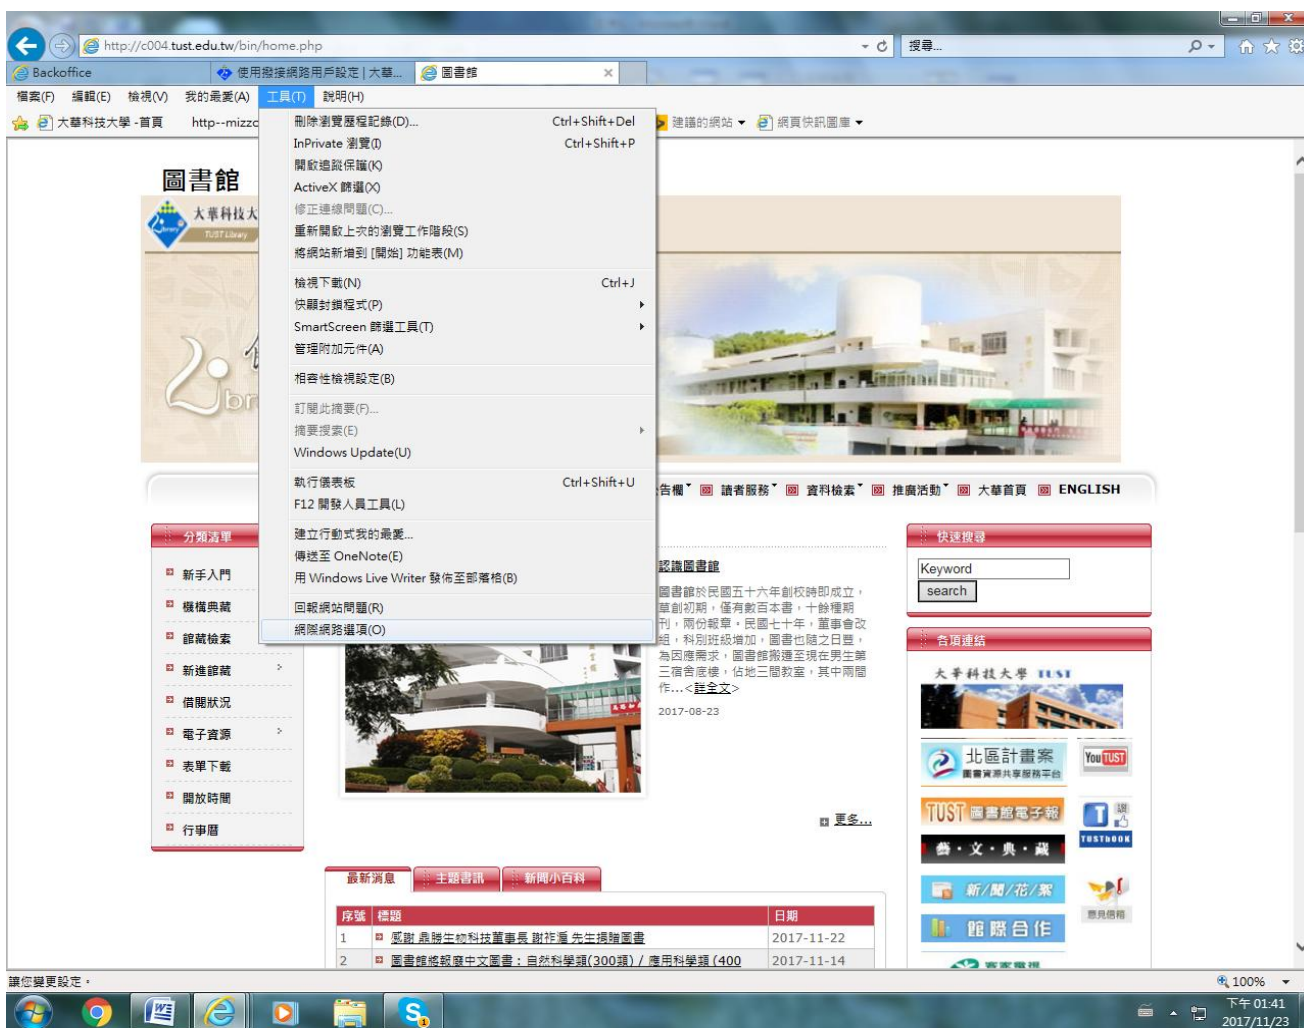 http://c004.tust.edu.tw/bin/home.php
搜尋...
Backoffice
使用撥接網路用戶設定 | 大華...
圖書館
檔案(F) 編輯(E) 檢視(V) 我的最愛(A) 工具(T) 說明(H)
大華科技大學 -首頁 http--mizzo
建議的網站 網頁快訊圖庫
刪除瀏覽歷程記錄(D)... Ctrl+Shift+Del
InPrivate 瀏覽(I) Ctrl+Shift+P
開啟追蹤保護(K)
ActiveX 篩選(X)
修正連線問題(C)...
重新開啟上次的瀏覽工作階段(S)
將網站新增到 [開始] 功能表(M)
檢視下載(N) Ctrl+J
快顯封鎖程式(P)
SmartScreen 篩選工具(T)
管理附加元件(A)
相容性檢視設定(B)
訂閱此摘要(F)...
摘要搜索(E)
Windows Update(U)
執行儀表板 Ctrl+Shift+U
F12 開發人員工具(L)
建立行動式我的最愛...
傳送至 OneNote(E)
用 Windows Live Writer 發佈至部落格(B)
回報網站問題(R)
網際網路選項(O)
圖書館
大華科技大
TUST Library
告欄 讀者服務 資料檢索 推廣活動 大華首頁 ENGLISH
分類清單
新手入門
機構典藏
館藏檢索
新進館藏 >
借閱狀況
電子資源 >
表單下載
開放時間
行事曆
認識圖書館
圖書館於民國五十六年創校時即成立，
草創初期，僅有數百本書，十餘種期
刊，兩份報章。民國七十年，董事會改
組，科別班級增加，圖書也隨之日豐，
為因應需求，圖書館搬遷至現在男生第
三宿舍底樓，佔地三間教室，其中兩間
作...<詳全文>
2017-08-23
更多...
快速搜尋
Keyword
search
各項連結
大華科技大學 TUST
北區計畫案
圖書資源共享服務平台
You TUST
TUST 圖書館電子報
T 讚
TUSTbOOK
藝・文・典・藏
新/聞/花/絮
意見信箱
館際合作
最新消息 主題書訊 新聞小百科
序號 標題 日期
1 感謝 鼎勝生物科技董事長 謝祚 先生捐贈圖書 2017-11-22
2 圖書館將報廢中文圖書：自然科學類(300類) / 應用科學類 (400 2017-11-14
讓您變更設定。
100%
下午 01:41
2017/11/23